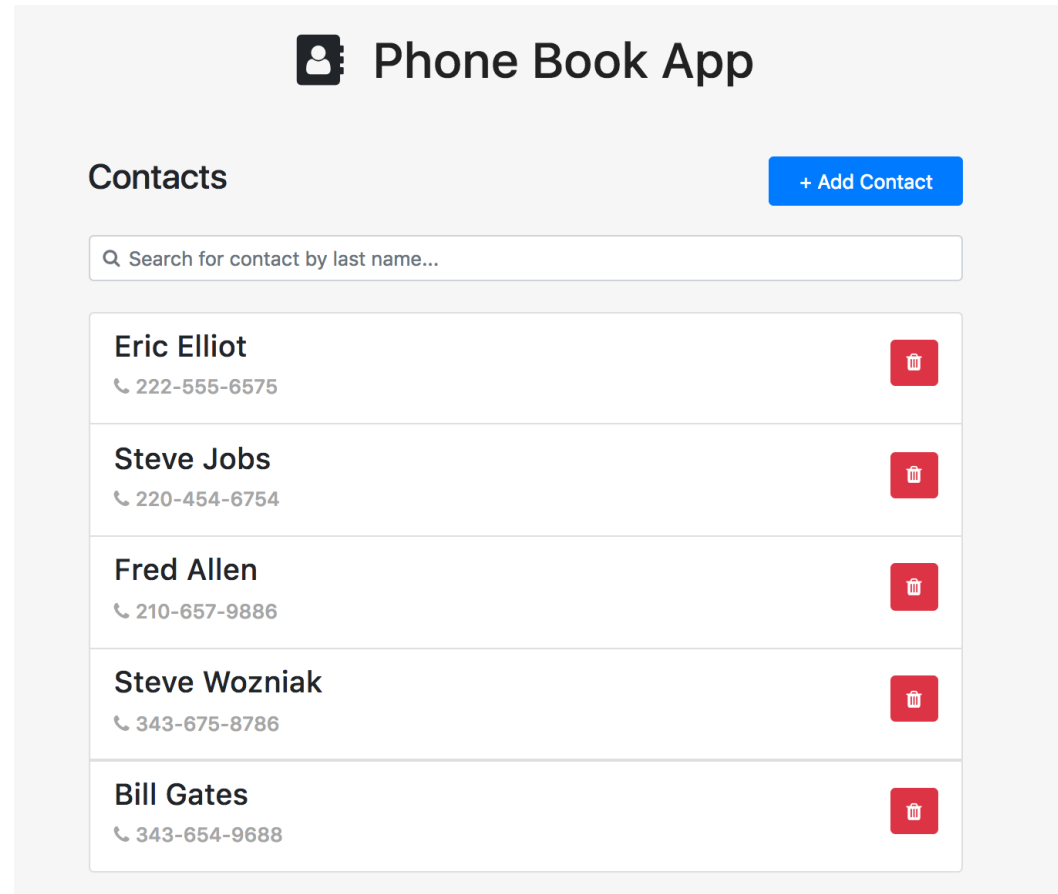 Phone Book App
Contacts
+ Add Contact
Search for contact by last name...
Eric Elliot
222-555-6575
Steve Jobs
220-454-6754
Fred Allen
210-657-9886
Steve Wozniak
343-675-8786
Bill Gates
343-654-9688